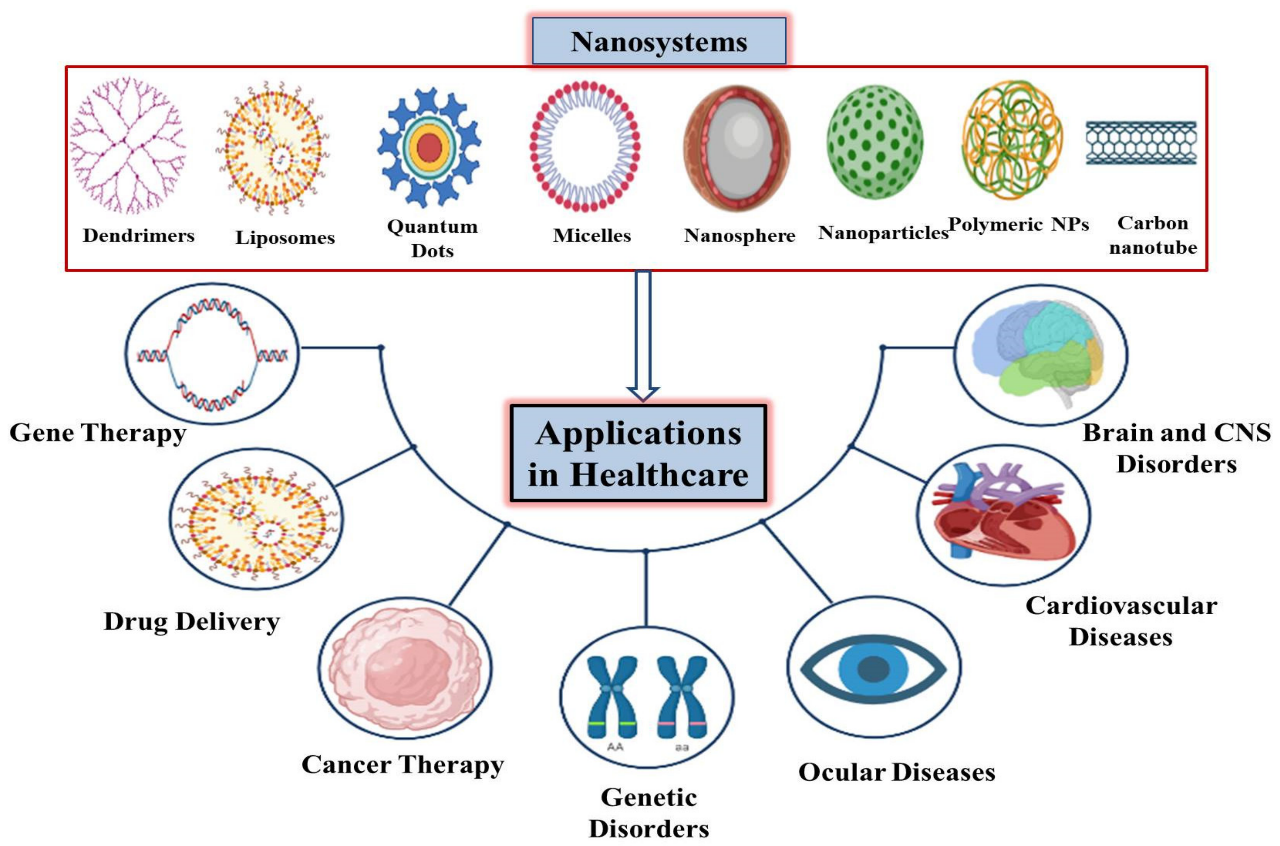 Nanosystems
Dendrimers
Liposomes
Quantum
Dots
Micelles
Nanosphere
Nanoparticles
Polymeric NPs
Carbon
nanotube
Applications
in Healthcare
Gene Therapy
Drug Delivery
Cancer Therapy
AA
aa
Genetic
Disorders
Ocular Diseases
Cardiovascular
Diseases
Brain and CNS
Disorders